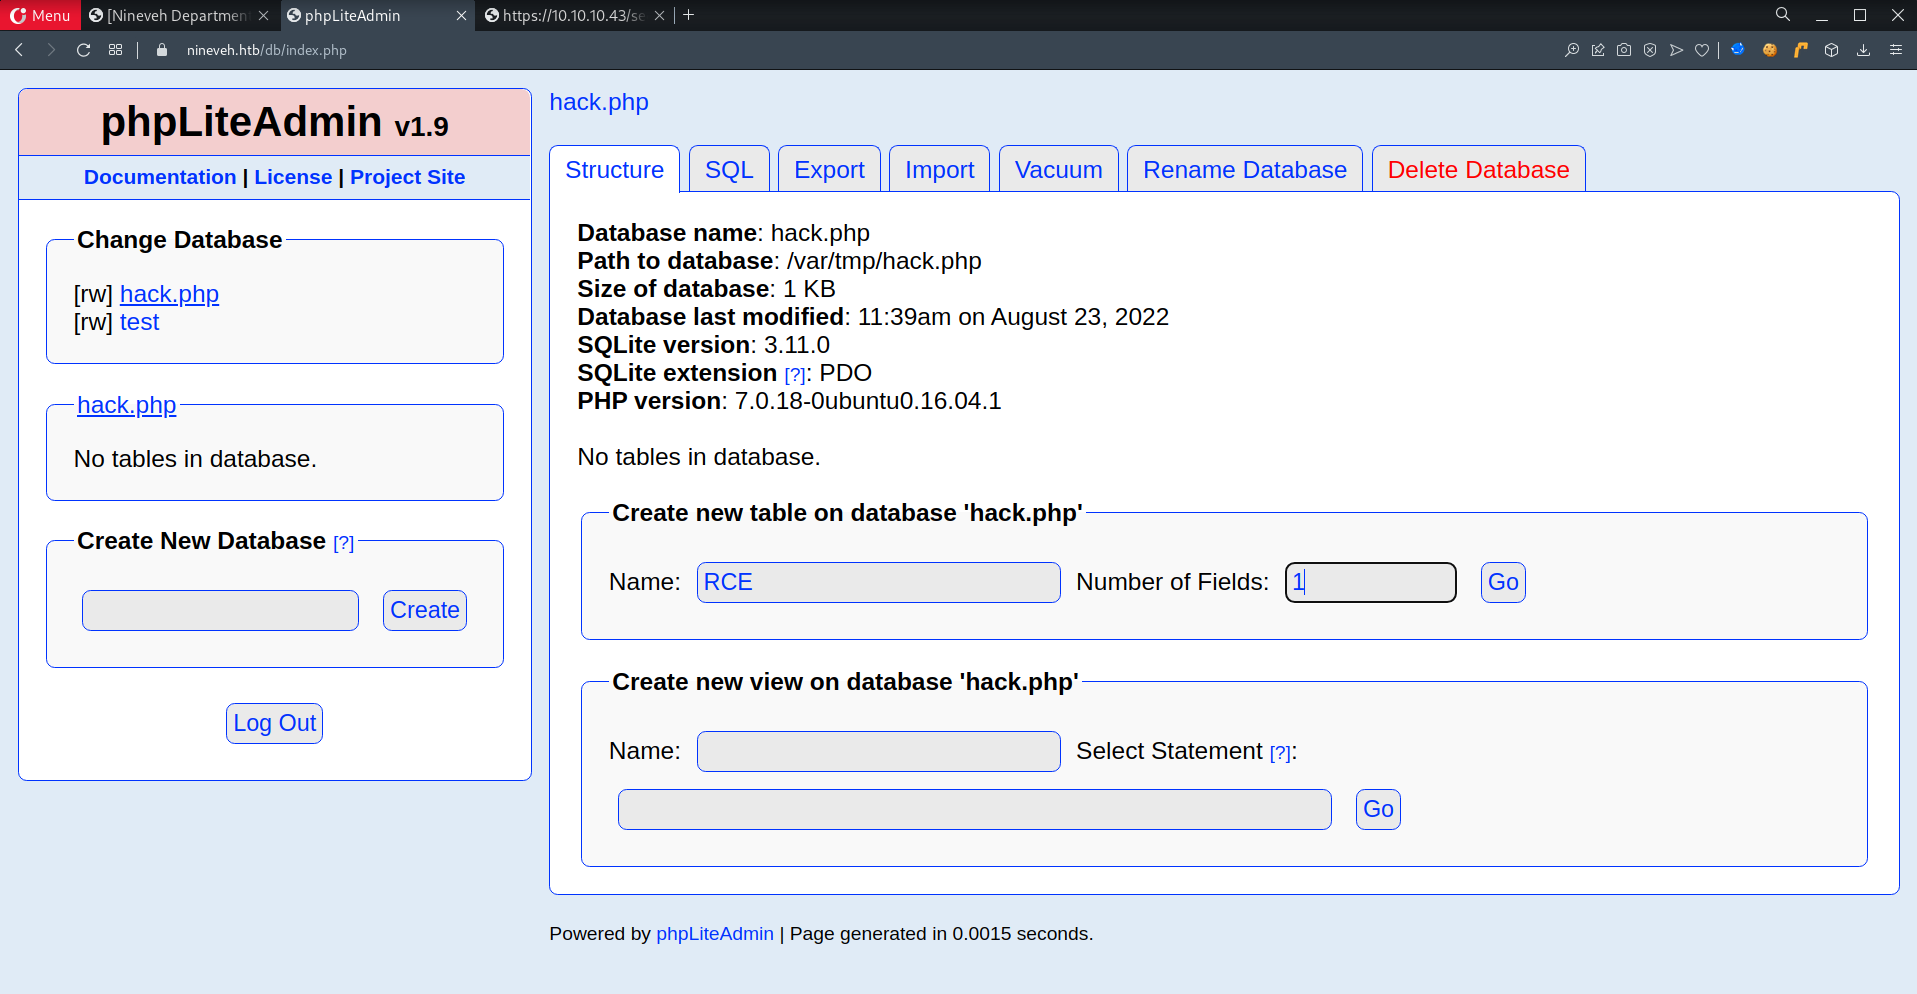 Menu
[Nineveh Departmen
phpLiteAdmin
https://10.10.10.43/se
nineveh.htb/db/index.php
phpLiteAdmin v1.9
Documentation | License | Project Site
Change Database
[rw] hack.php
[rw] test
hack.php
No tables in database.
Create New Database [?]
Create
Log Out
hack.php
Structure
SQL
Export
Import
Vacuum
Rename Database
Delete Database
Database name: hack.php
Path to database: /var/tmp/hack.php
Size of database: 1 KB
Database last modified: 11:39am on August 23, 2022
SQLite version: 3.11.0
SQLite extension [?]: PDO
PHP version: 7.0.18-0ubuntu0.16.04.1
No tables in database.
Create new table on database 'hack.php'
Name: RCE Number of Fields: 1 Go
Create new view on database 'hack.php'
Name: Select Statement [?]:
Go
Powered by phpLiteAdmin | Page generated in 0.0015 seconds.